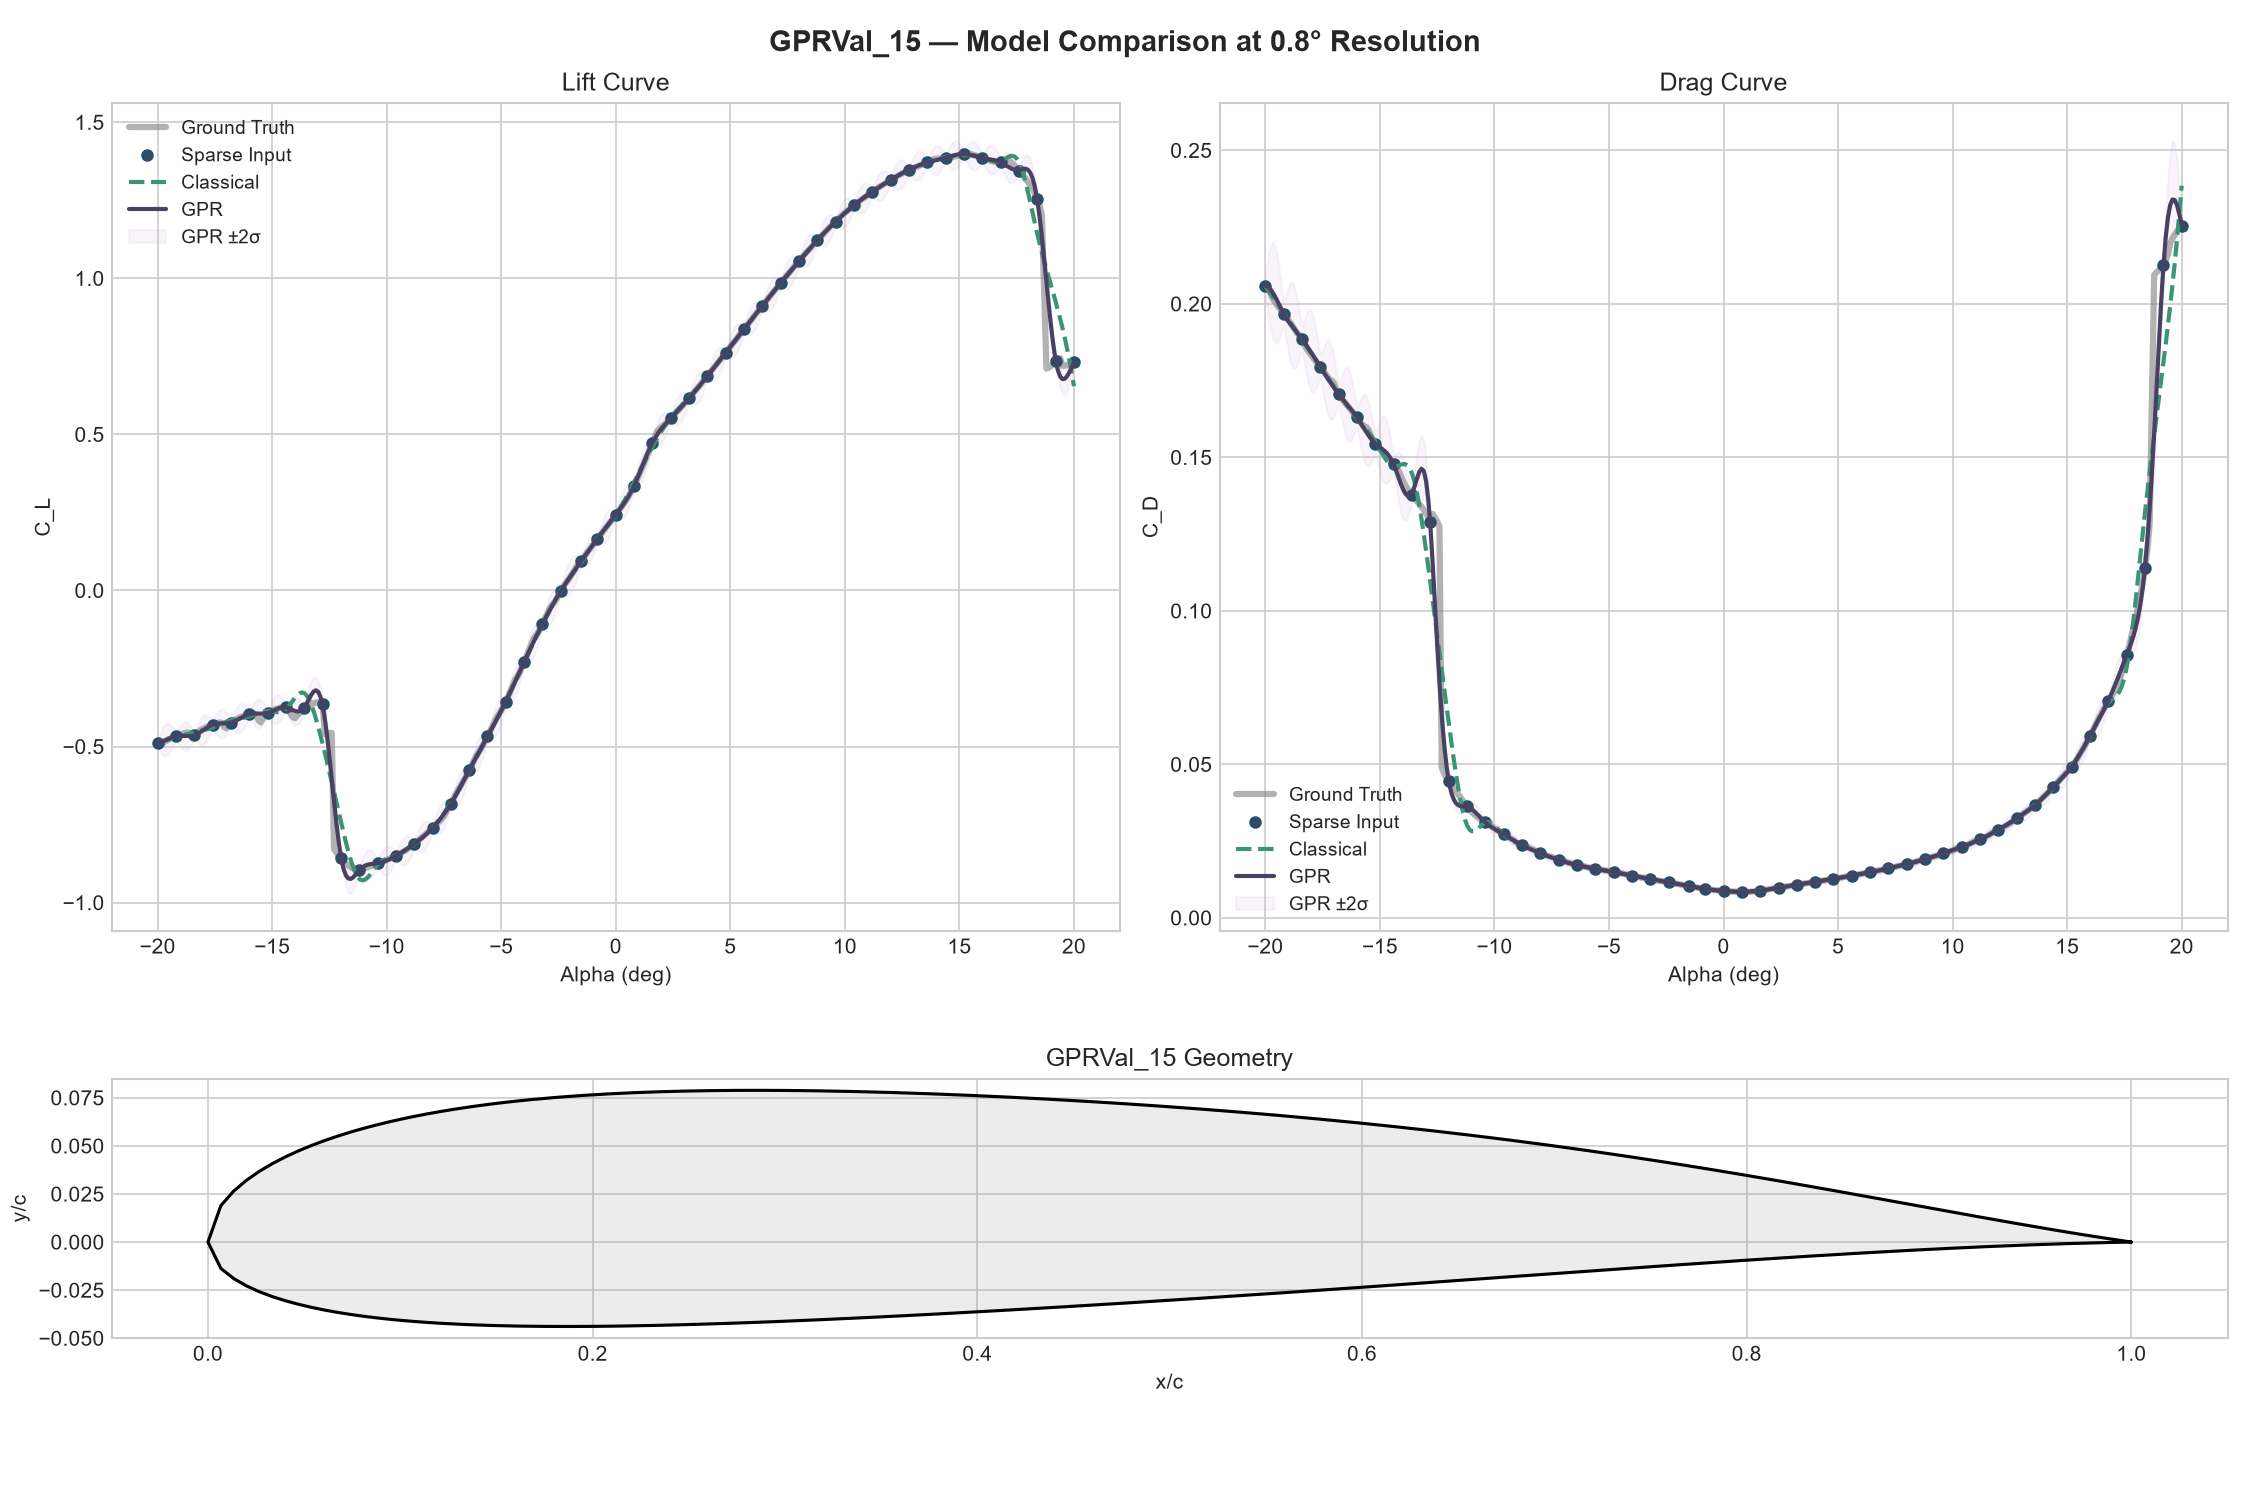 GPRVal_15 — Model Comparison at 0.8° Resolution
Lift Curve
1.5
1.0
0.5
0.0
−0.5
−1.0
C_L
Ground Truth
Sparse Input
Classical
GPR
GPR ±2σ
−20 −15 −10 −5 0 5 10 15 20
Alpha (deg)
Drag Curve
0.25
0.20
0.15
0.10
0.05
0.00
C_D
Ground Truth
Sparse Input
Classical
GPR
GPR ±2σ
−20 −15 −10 −5 0 5 10 15 20
Alpha (deg)
GPRVal_15 Geometry
0.075
0.050
0.025
0.000
−0.025
−0.050
y/c
0.0 0.2 0.4 0.6 0.8 1.0
x/c